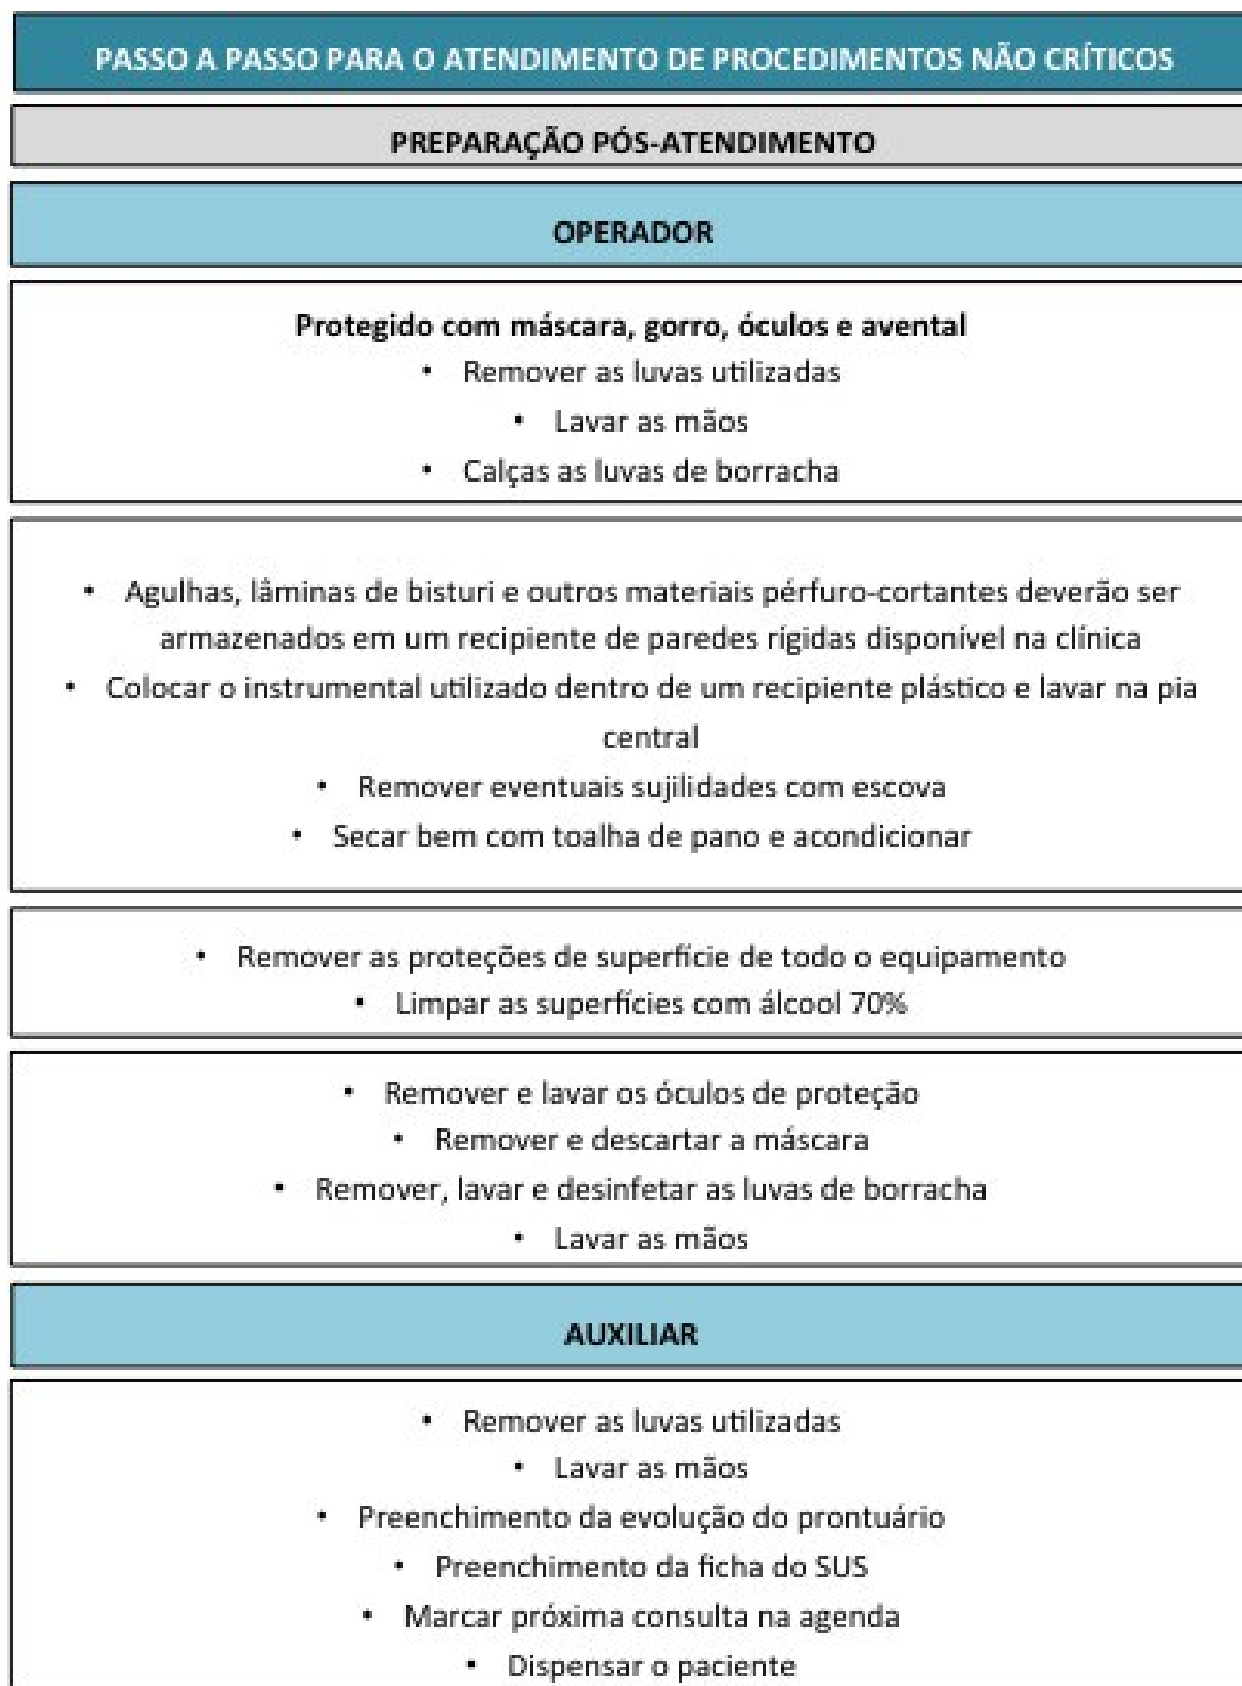 PASSO A PASSO PARA O ATENDIMENTO DE PROCEDIMENTOS NÃO CRÍTICOS
PREPARAÇÃO PÓS-ATENDIMENTO
OPERADOR
Protegido com máscara, gorro, óculos e avental
• Remover as luvas utilizadas
• Lavar as mãos
• Calças as luvas de borracha
• Agulhas, lâminas de bisturi e outros materiais pérfuro-cortantes deverão ser
armazenados em um recipiente de paredes rígidas disponível na clínica
• Colocar o instrumental utilizado dentro de um recipiente plástico e lavar na pia
central
• Remover eventuais sujilidades com escova
• Secar bem com toalha de pano e acondicionar
• Remover as proteções de superfície de todo o equipamento
• Limpar as superfícies com álcool 70%
• Remover e lavar os óculos de proteção
• Remover e descartar a máscara
• Remover, lavar e desinfetar as luvas de borracha
• Lavar as mãos
AUXILIAR
• Remover as luvas utilizadas
• Lavar as mãos
• Preenchimento da evolução do prontuário
• Preenchimento da ficha do SUS
• Marcar próxima consulta na agenda
• Dispensar o paciente